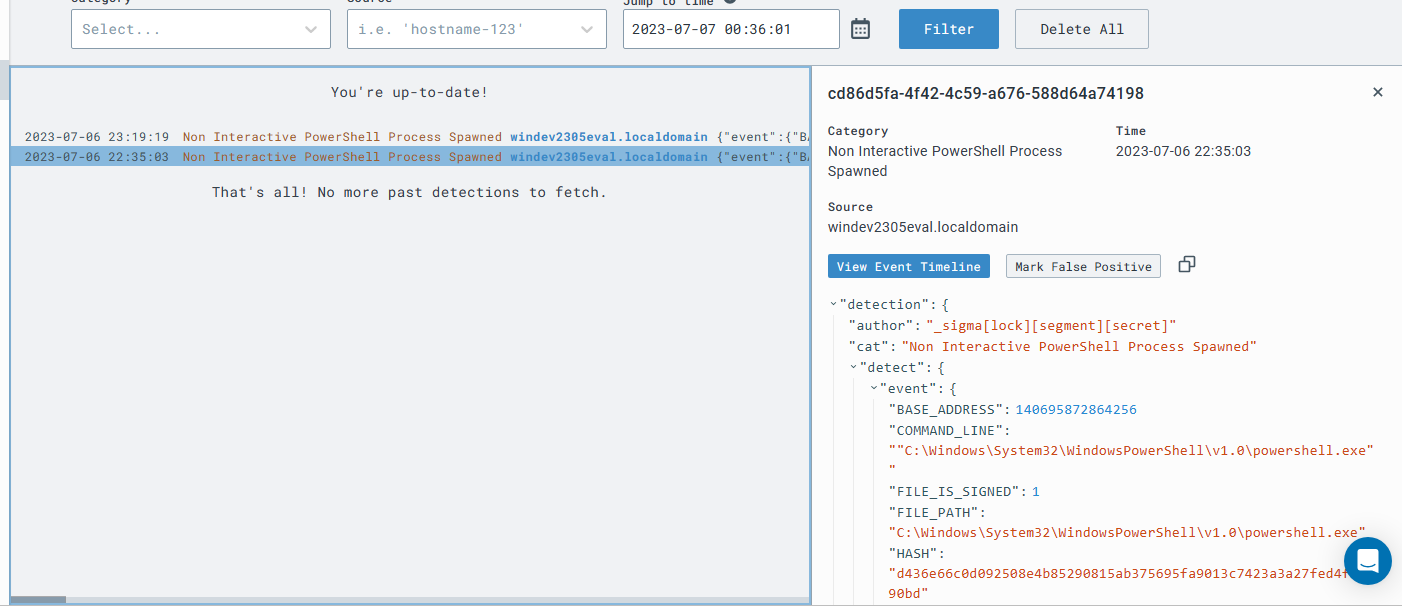 Category Source Jump to time
Select... i.e. 'hostname-123' 2023-07-07 00:36:01 Filter Delete All
You're up-to-date!
2023-07-06 23:19:19 Non Interactive PowerShell Process Spawned windev2305eval.localdomain {"event":{"BA
2023-07-06 22:35:03 Non Interactive PowerShell Process Spawned windev2305eval.localdomain {"event":{"BA
That's all! No more past detections to fetch.
cd86d5fa-4f42-4c59-a676-588d64a74198
Category Time
Non Interactive PowerShell Process 2023-07-06 22:35:03
Spawned
Source
windev2305eval.localdomain
View Event Timeline Mark False Positive
"detection": {
"author": "_sigma[lock][segment][secret]"
"cat": "Non Interactive PowerShell Process Spawned"
"detect": {
"event": {
"BASE_ADDRESS": 140695872864256
"COMMAND_LINE":
""C:\Windows\System32\WindowsPowerShell\v1.0\powershell.exe"
"
"FILE_IS_SIGNED": 1
"FILE_PATH":
"C:\Windows\System32\WindowsPowerShell\v1.0\powershell.exe"
"HASH":
"d436e66c0d092508e4b85290815ab375695fa9013c7423a3a27fed4f
90bd"